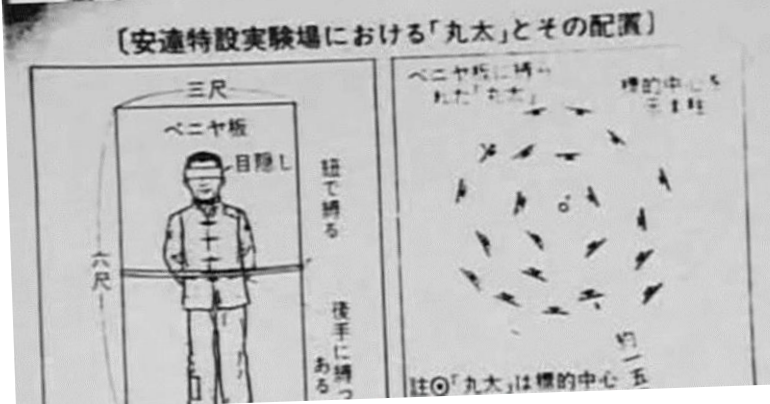 〔安達特設実験場における「丸太」とその配置〕
三尺
ベニヤ板
目隠し
紐で縛る
六尺
後手に縛っ
ある
ベニヤ板に縛ら
れた「丸太」
標的中心を
約一五
註⊙「丸太」は標的中心